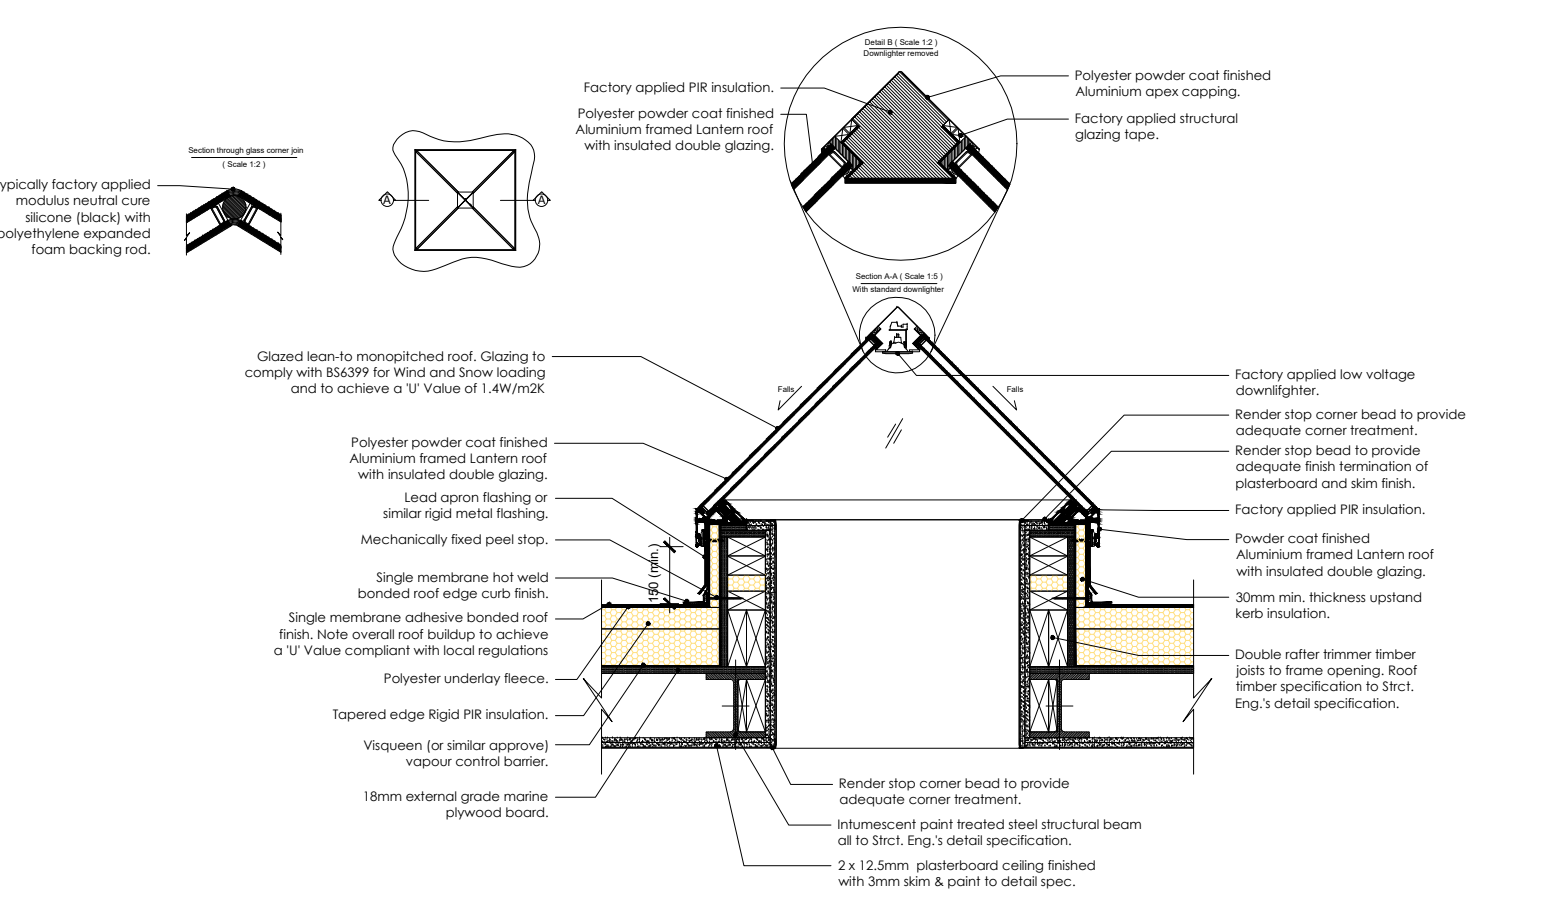 Detail B ( Scale 1:2 )
Downlighter removed
Factory applied PIR insulation.
Polyester powder coat finished
Aluminium framed Lantern roof
with insulated double glazing.
Polyester powder coat finished
Aluminium apex capping.
Factory applied structural
glazing tape.
Section through glass corner join
( Scale 1:2 )
ypically factory applied
modulus neutral cure
silicone (black) with
polyethylene expanded
foam backing rod.
A
A
Section A-A ( Scale 1:5 )
With standard downlighter
Glazed lean-to monopitched roof. Glazing to
comply with BS6399 for Wind and Snow loading
and to achieve a 'U' Value of 1.4W/m2K
Falls
Falls
Polyester powder coat finished
Aluminium framed Lantern roof
with insulated double glazing.
Lead apron flashing or
similar rigid metal flashing.
Mechanically fixed peel stop.
150 (min.)
Single membrane hot weld
bonded roof edge curb finish.
Single membrane adhesive bonded roof
finish. Note overall roof buildup to achieve
a 'U' Value compliant with local regulations
Polyester underlay fleece.
Tapered edge Rigid PIR insulation.
Visqueen (or similar approve)
vapour control barrier.
18mm external grade marine
plywood board.
Factory applied low voltage
downlifghter.
Render stop corner bead to provide
adequate corner treatment.
Render stop bead to provide
adequate finish termination of
plasterboard and skim finish.
Factory applied PIR insulation.
Powder coat finished
Aluminium framed Lantern roof
with insulated double glazing.
30mm min. thickness upstand
kerb insulation.
Double rafter trimmer timber
joists to frame opening. Roof
timber specification to Strct.
Eng.'s detail specification.
Render stop corner bead to provide
adequate corner treatment.
Intumescent paint treated steel structural beam
all to Strct. Eng.'s detail specification.
2 x 12.5mm plasterboard ceiling finished
with 3mm skim & paint to detail spec.